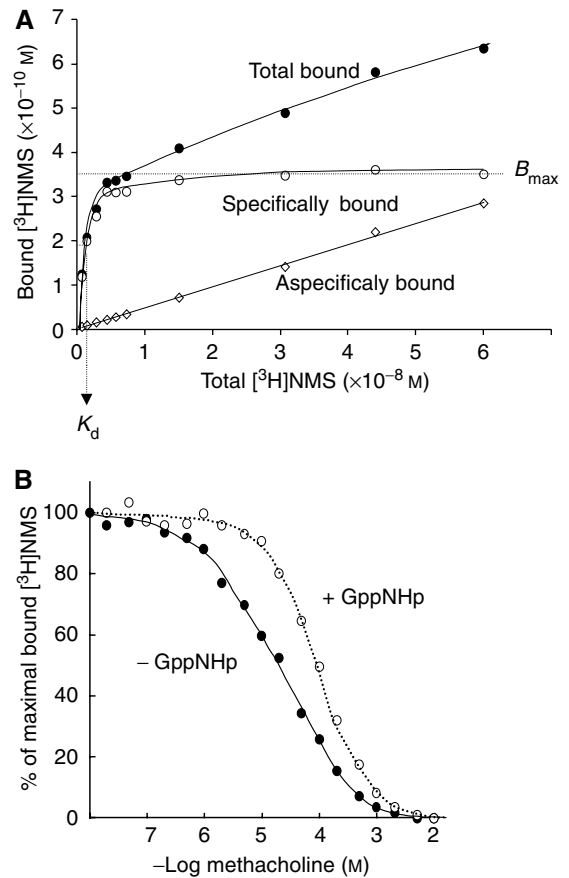 A
Bound [³H]NMS (×10⁻¹⁰ M)
7
6
5
4
3
2
1
0
Total bound
B_max
Specifically bound
Aspecificaly bound
0 1 2 3 4 5 6
Total [³H]NMS (×10⁻⁸ M)
K_d
B
% of maximal bound [³H]NMS
100
80
60
40
20
0
+ GppNHp
– GppNHp
7 6 5 4 3 2
–Log methacholine (M)